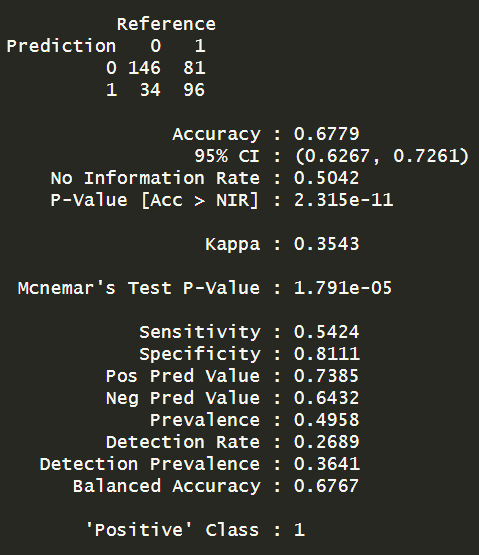 Reference
Prediction 0 1
0 146 81
1 34 96
Accuracy : 0.6779
95% CI : (0.6267, 0.7261)
No Information Rate : 0.5042
P-Value [Acc > NIR] : 2.315e-11
Kappa : 0.3543
Mcnemar's Test P-Value : 1.791e-05
Sensitivity : 0.5424
Specificity : 0.8111
Pos Pred Value : 0.7385
Neg Pred Value : 0.6432
Prevalence : 0.4958
Detection Rate : 0.2689
Detection Prevalence : 0.3641
Balanced Accuracy : 0.6767
'Positive' Class : 1